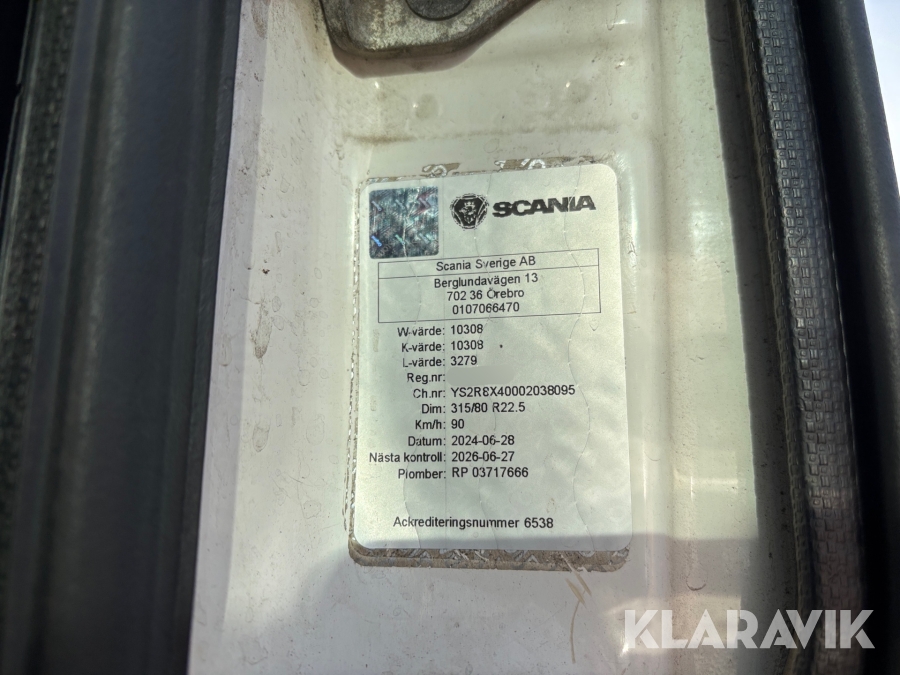 SCANIA
Scania Sverige AB
Berglundavägen 13
702 36 Örebro
0107066470
W-värde: 10308
K-värde: 10308
L-värde: 3279
Reg.nr:
Ch.nr: YS2R8X40002038095
Dim: 315/80 R22.5
Km/h: 90
Datum: 2024-06-28
Nästa kontroll: 2026-06-27
Plomber: RP 03717666
Ackrediteringsnummer 6538
KLARAVIK